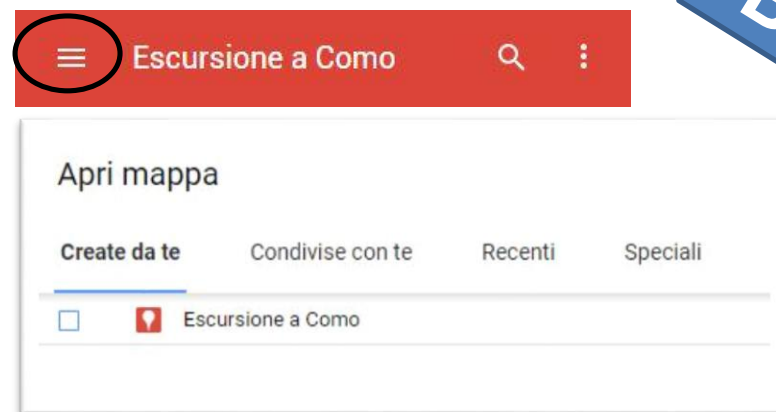 Escursione a Como
Apri mappa
Create da te Condivise con te Recenti Speciali
Escursione a Como